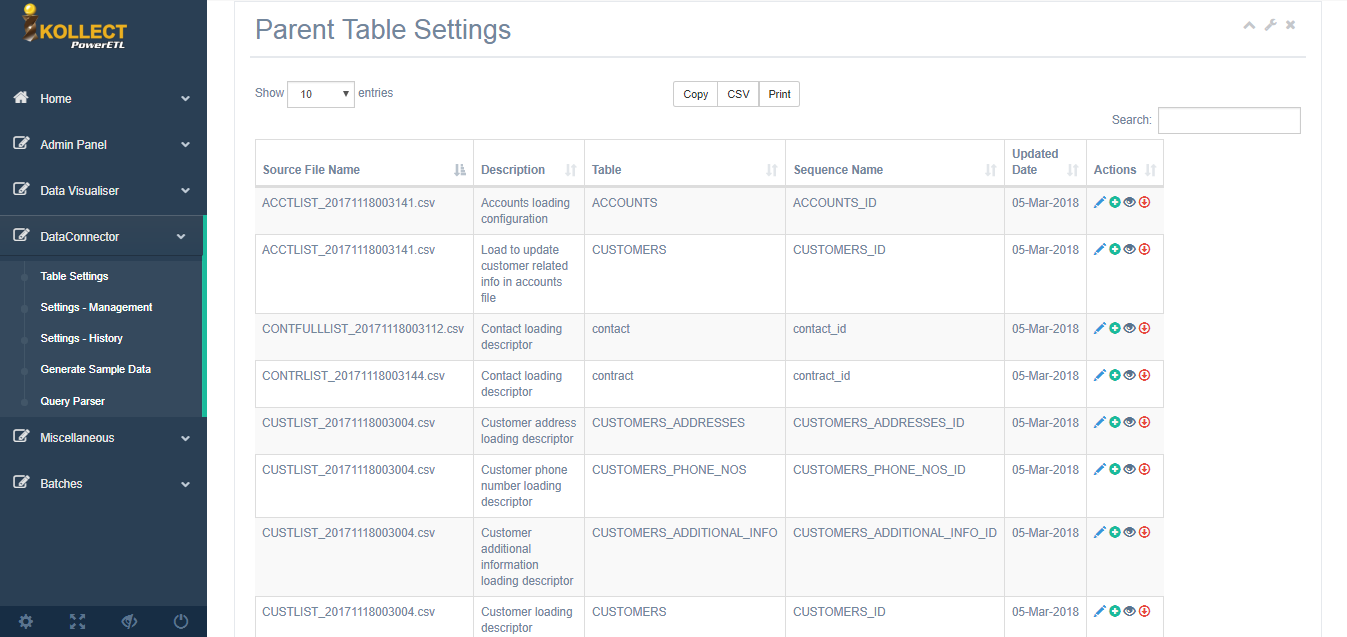 KOLLECT
PowerETL
Home
Admin Panel
Data Visualiser
DataConnector
Table Settings
Settings - Management
Settings - History
Generate Sample Data
Query Parser
Miscellaneous
Batches
Parent Table Settings
Show 10 entries
Copy CSV Print
Search:
Source File Name Description Table Sequence Name Updated Date Actions
ACCTLIST_20171118003141.csv Accounts loading ACCOUNTS ACCOUNTS_ID 05-Mar-2018
configuration
ACCTLIST_20171118003141.csv Load to update CUSTOMERS CUSTOMERS_ID 05-Mar-2018
customer related
info in accounts
file
CONTFULLLIST_20171118003112.csv Contact loading contact contact_id 05-Mar-2018
descriptor
CONTRLIST_20171118003144.csv Contact loading contract contract_id 05-Mar-2018
descriptor
CUSTLIST_20171118003004.csv Customer address CUSTOMERS_ADDRESSES CUSTOMERS_ADDRESSES_ID 05-Mar-2018
loading descriptor
CUSTLIST_20171118003004.csv Customer phone CUSTOMERS_PHONE_NOS CUSTOMERS_PHONE_NOS_ID 05-Mar-2018
number loading
descriptor
CUSTLIST_20171118003004.csv Customer CUSTOMERS_ADDITIONAL_INFO CUSTOMERS_ADDITIONAL_INFO_ID 05-Mar-2018
additional
information
loading descriptor
CUSTLIST_20171118003004.csv Customer loading CUSTOMERS CUSTOMERS_ID 05-Mar-2018
descriptor